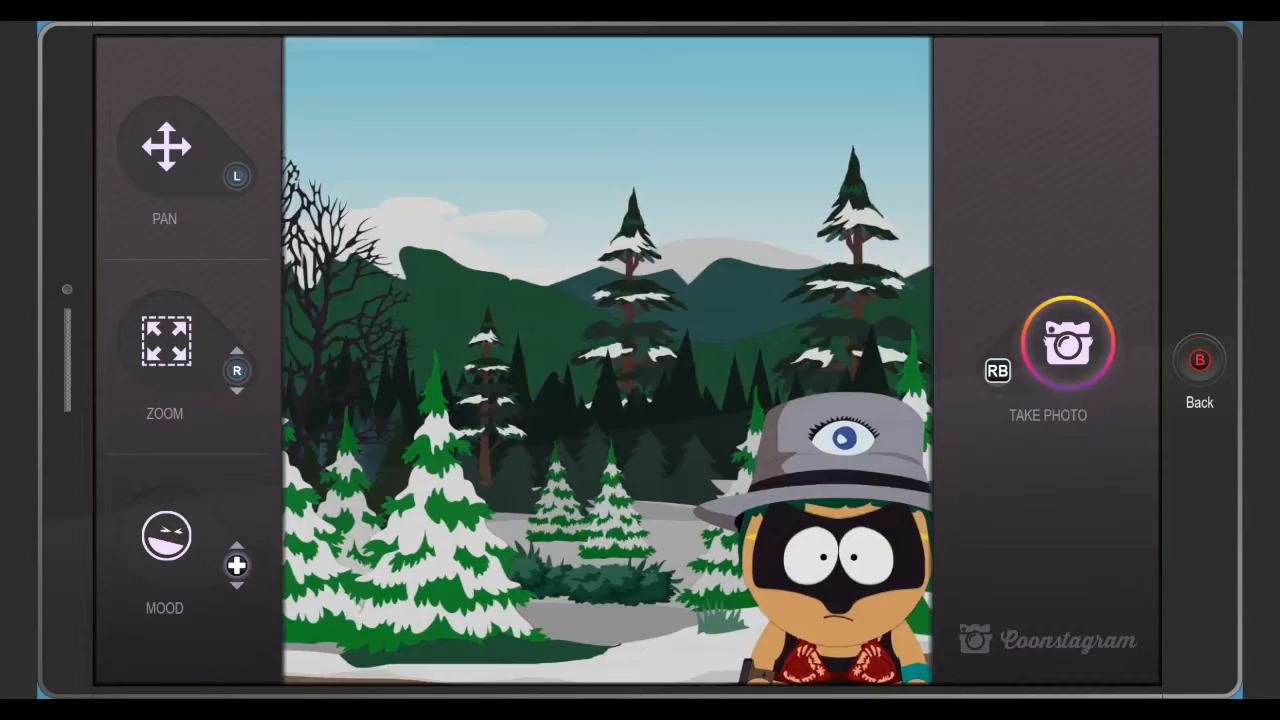 L
PAN
R
ZOOM
MOOD
RB
TAKE PHOTO
B
Back
Coonstagram